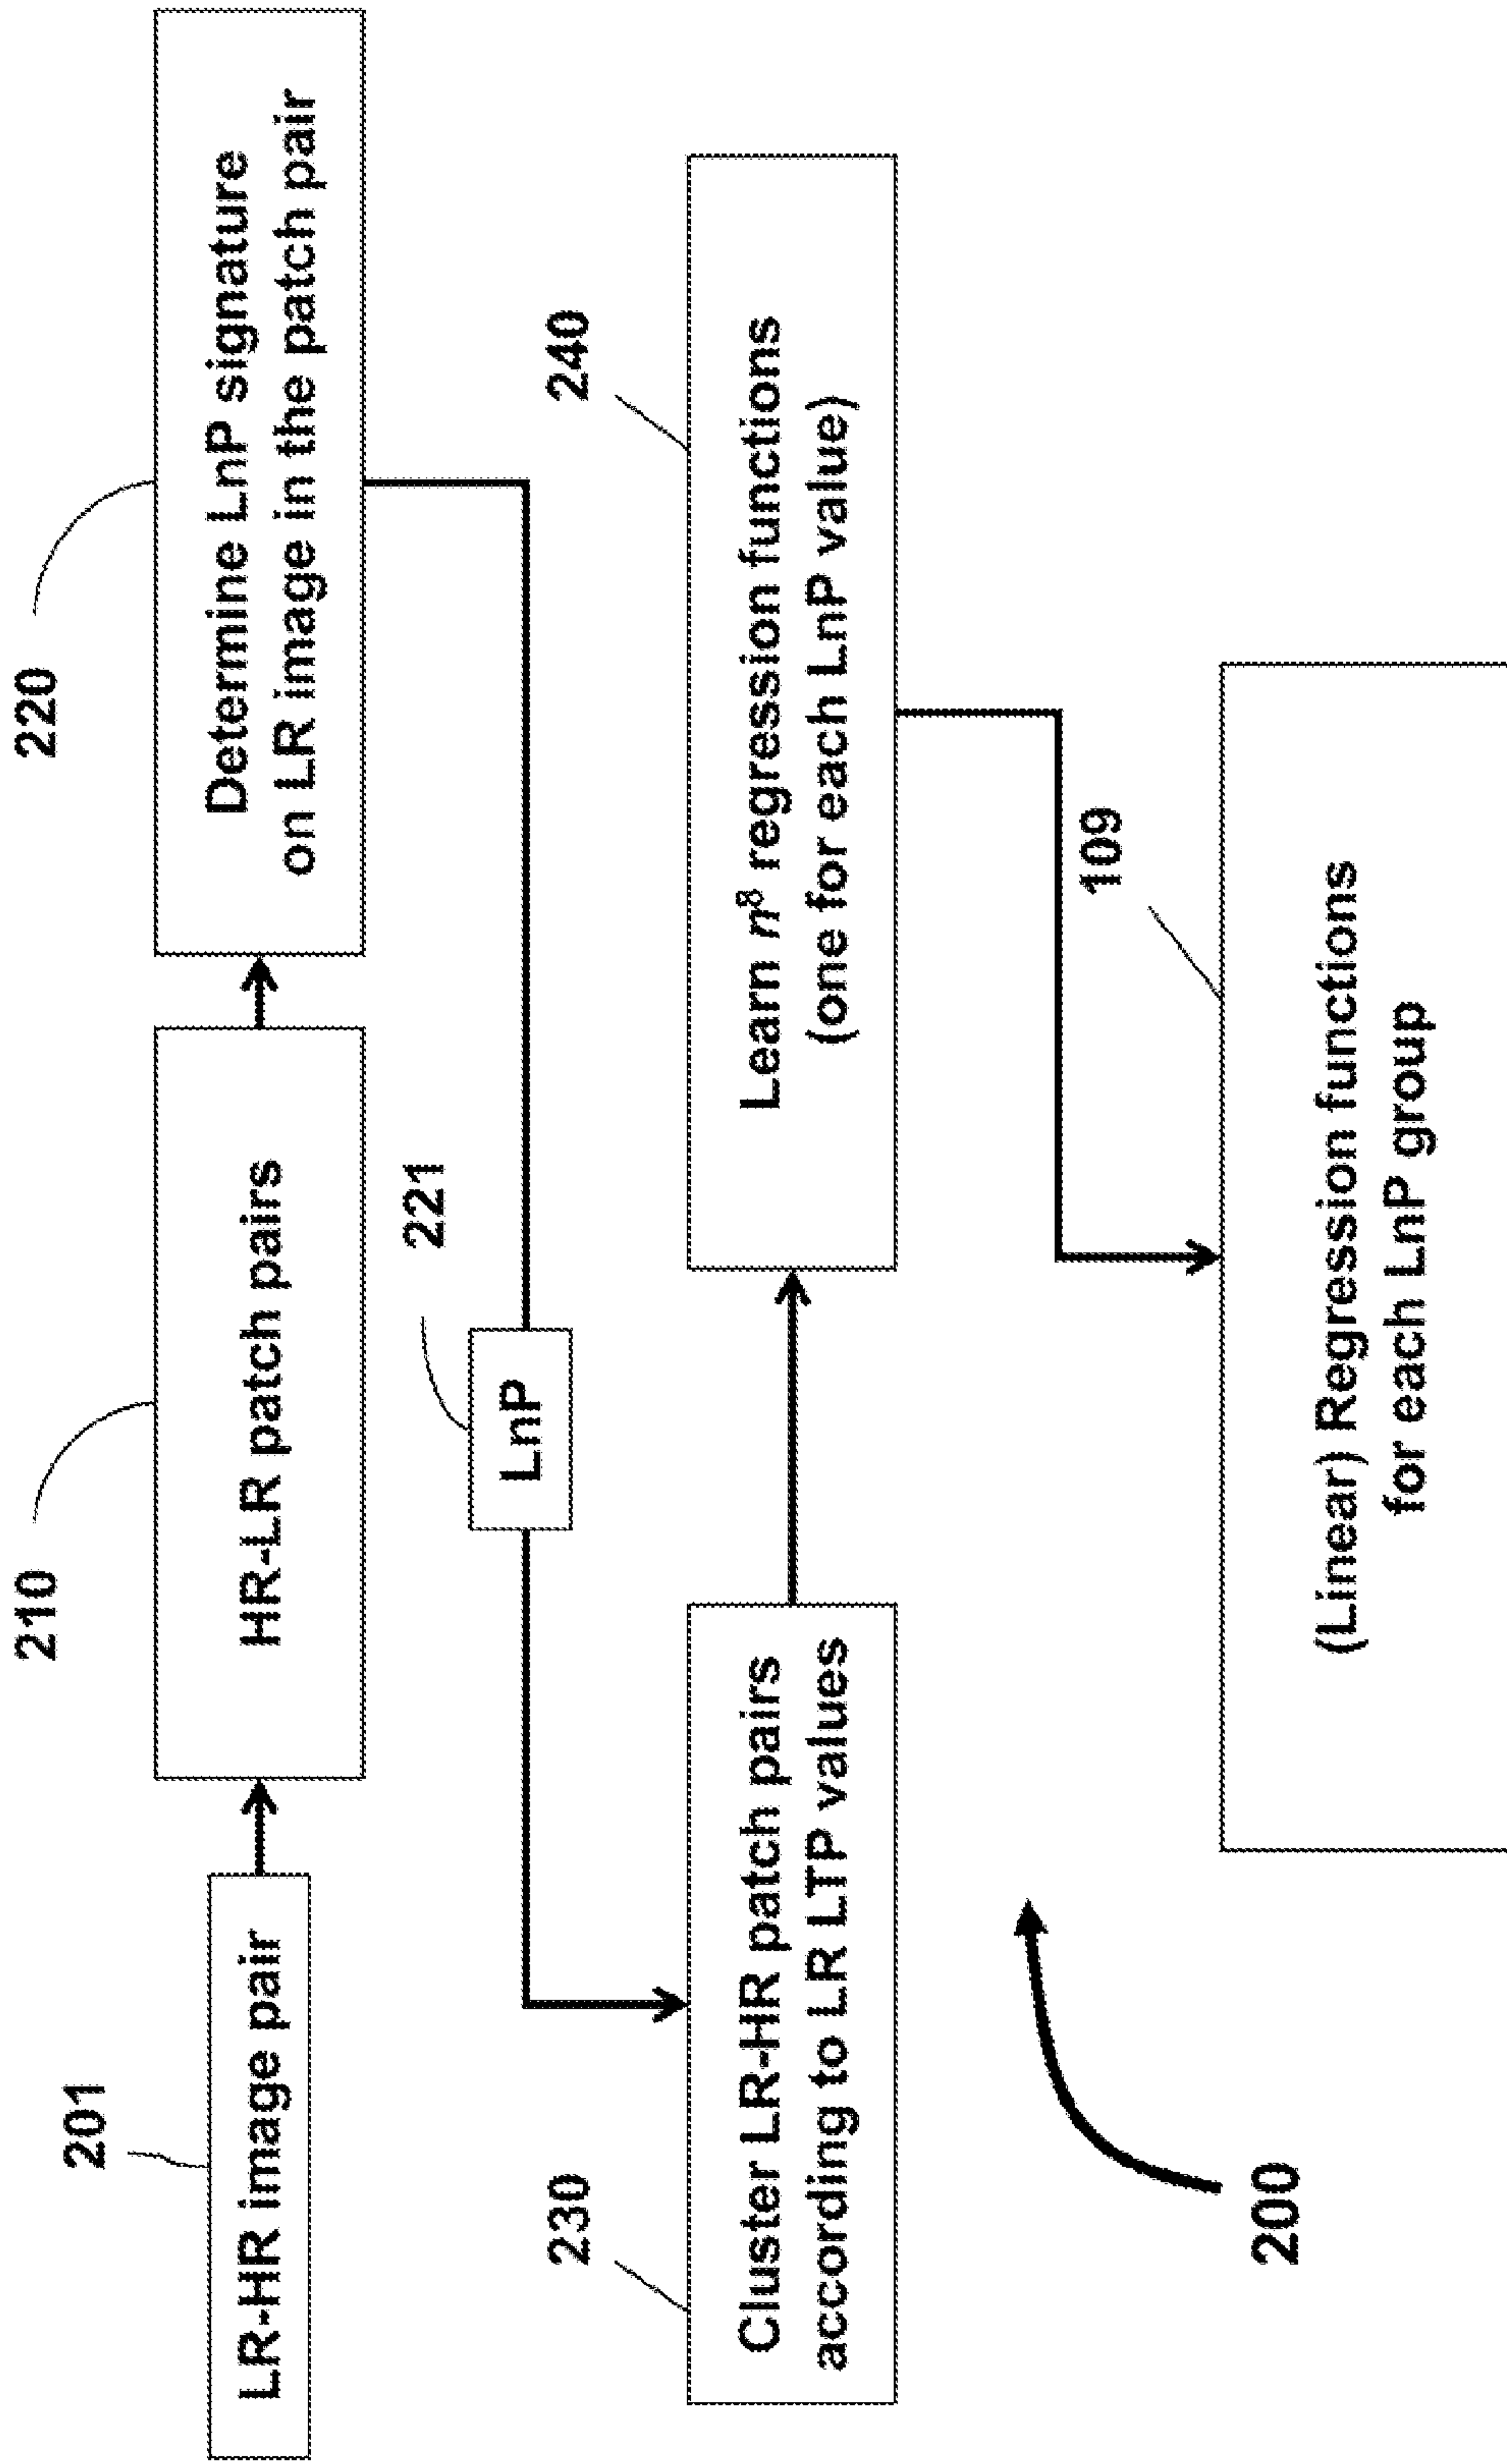 201
LR-HR image pair
210
HR-LR patch pairs
220
Determine LnP signature
on LR image in the patch pair
221
LnP
230
Cluster LR-HR patch pairs
according to LR LTP values
240
Learn n⁸ regression functions
(one for each LnP value)
109
(Linear) Regression functions
for each LnP group
200